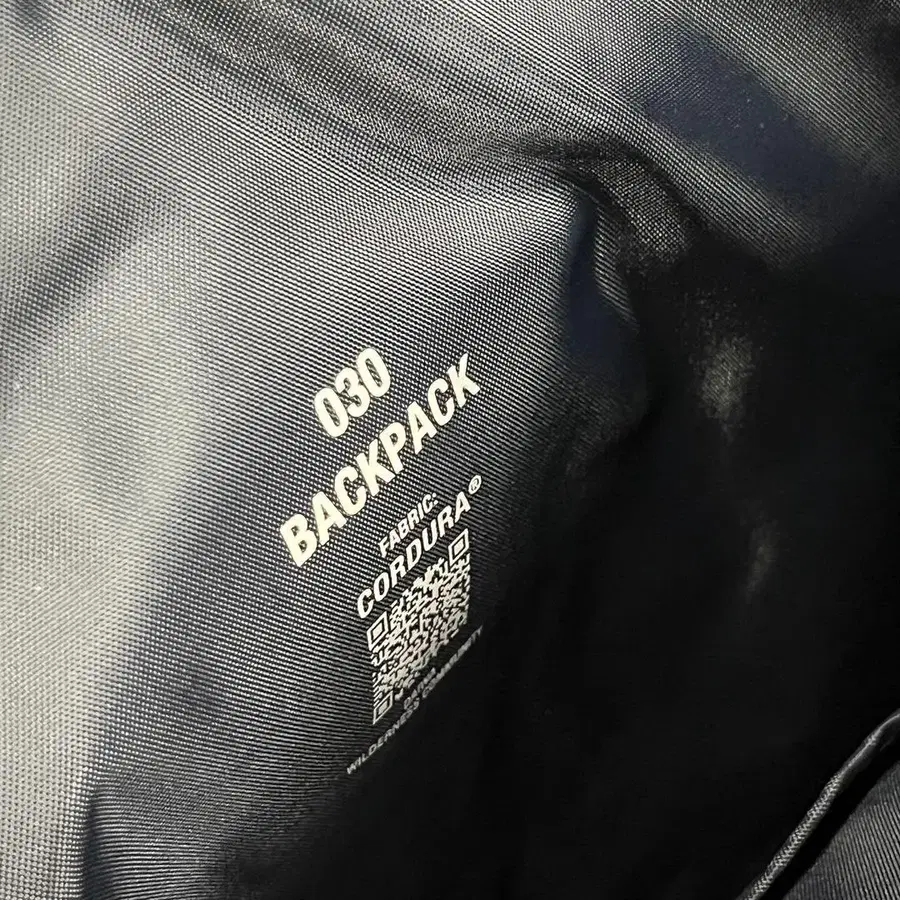 030
BACKPACK
FABRIC:
CORDURA®
WILDERNESS COMMUNITY